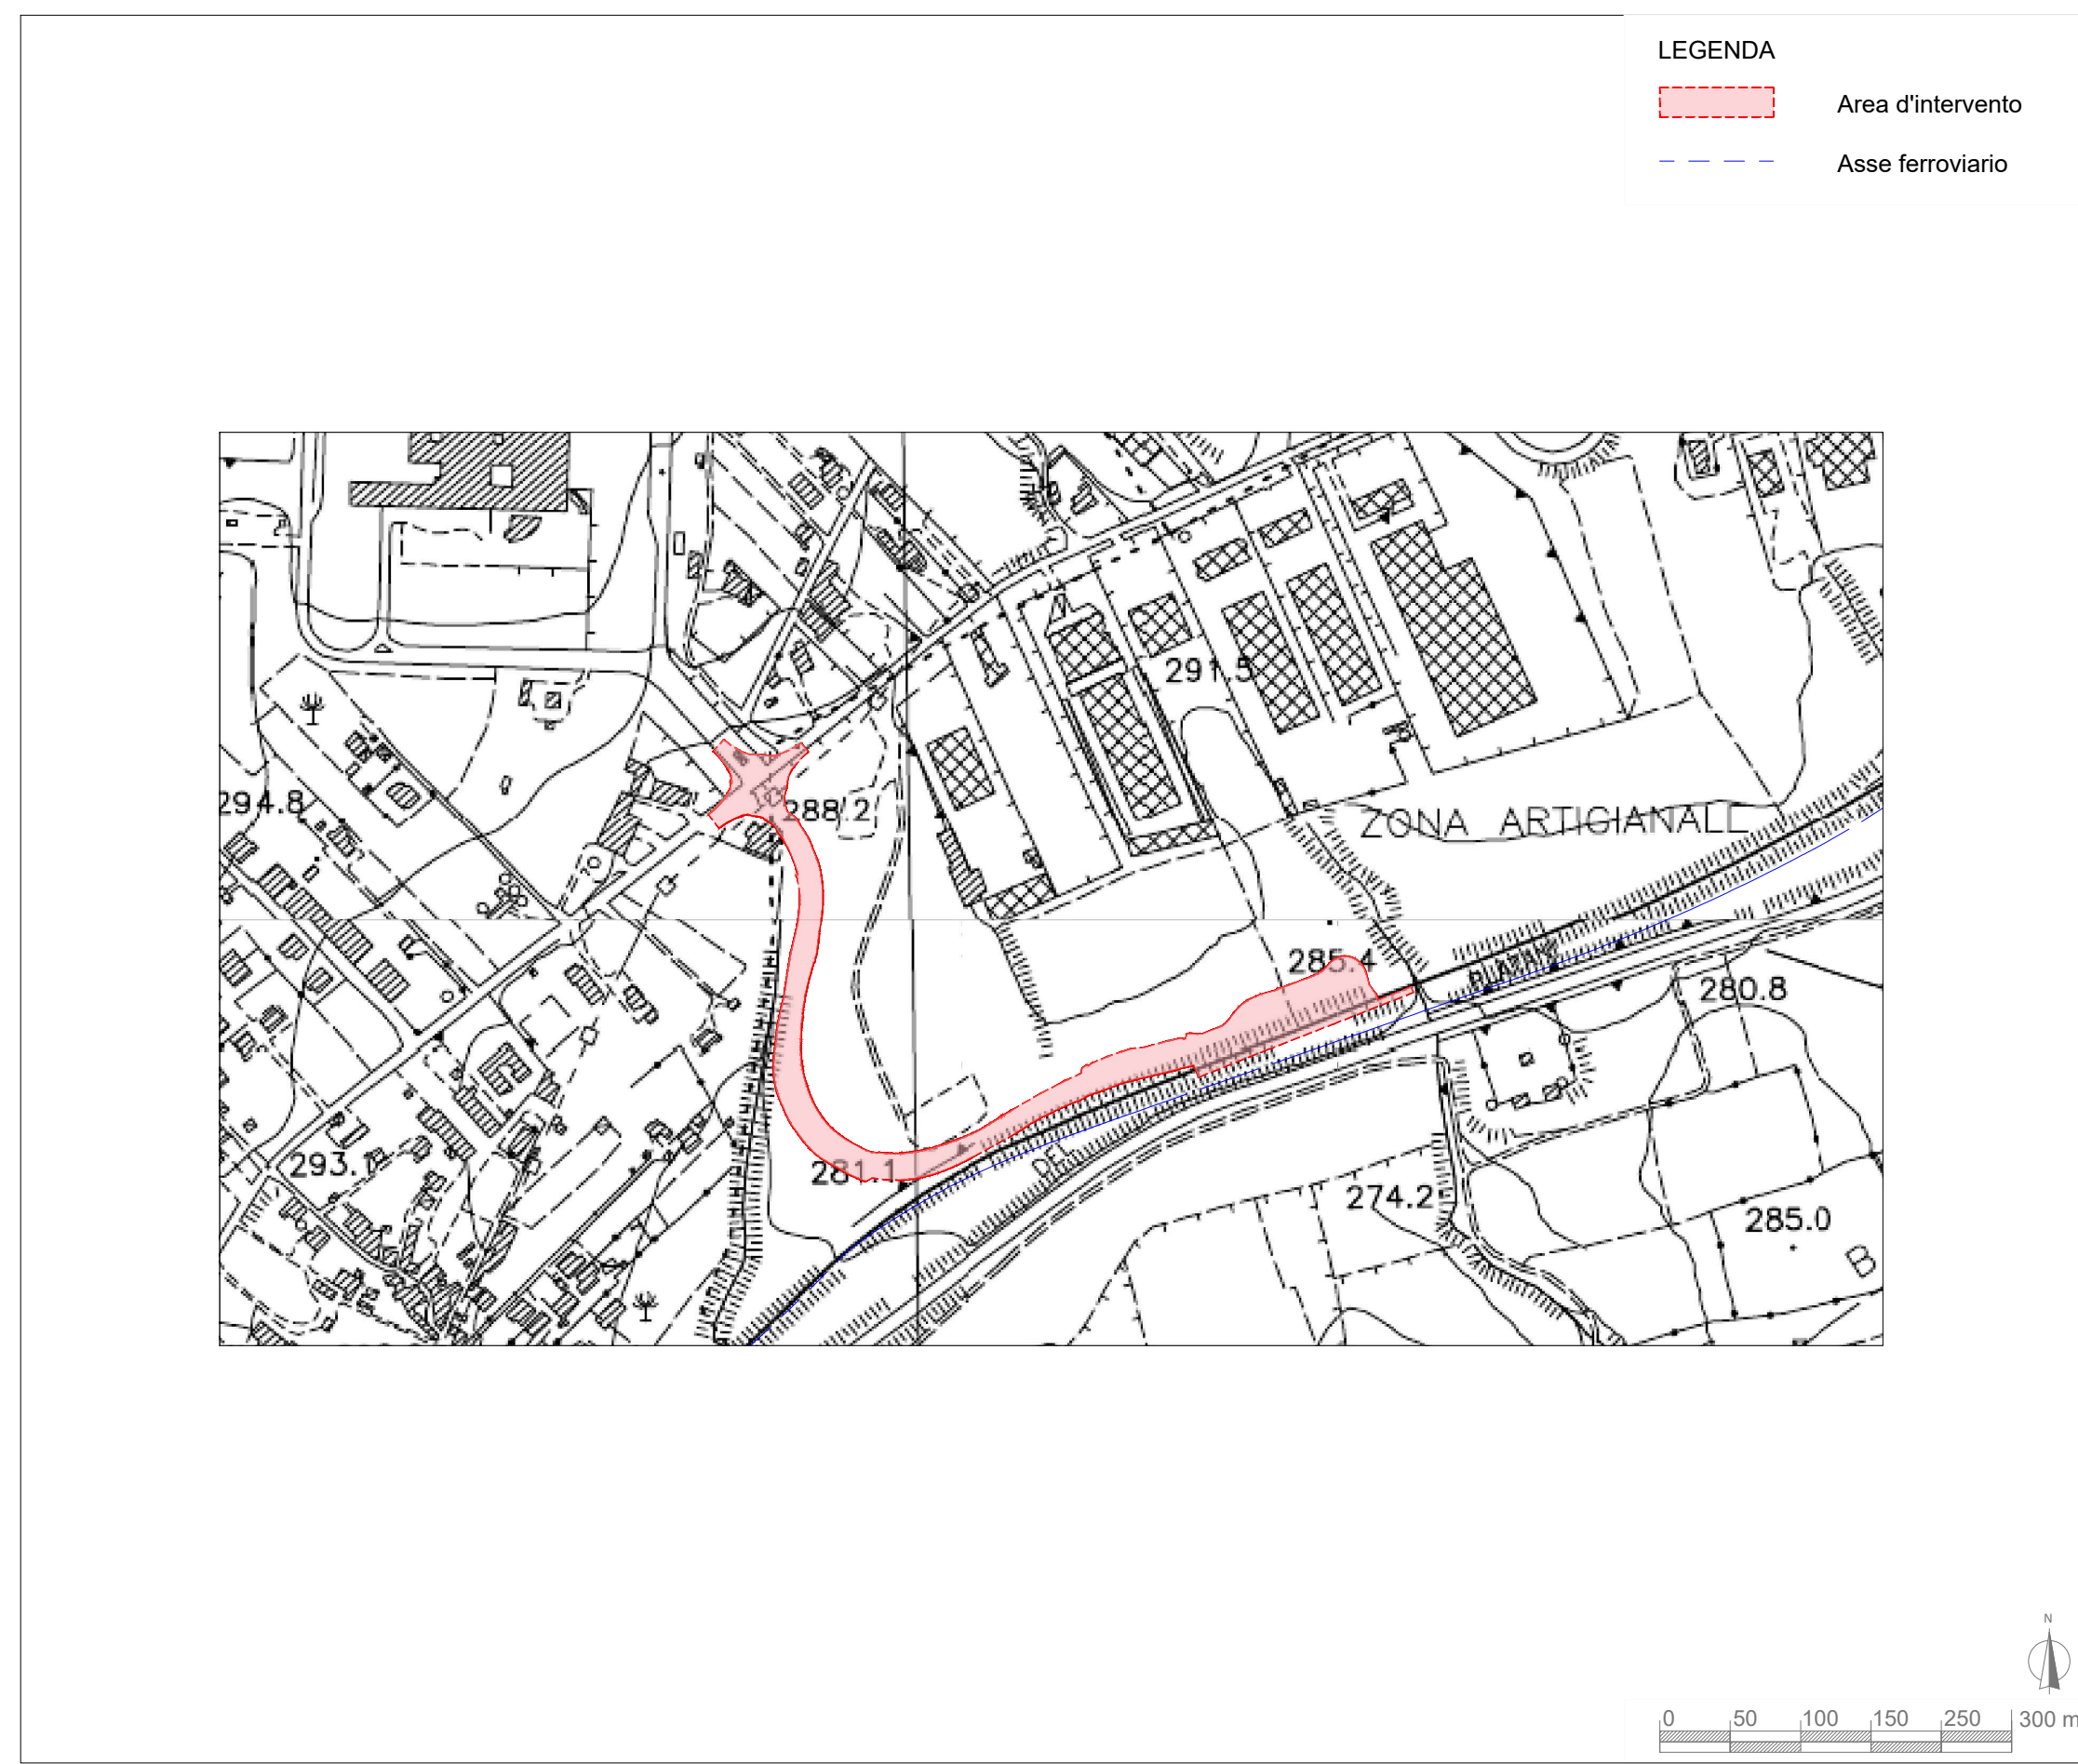 LEGENDA
Area d'intervento
Asse ferroviario
291.5
294.8
288.2
ZONA ARTIGIANALE
285.4
280.8
293.
281.1
DEL
274.2
285.0
B
N
0 50 100 150 250 300 m